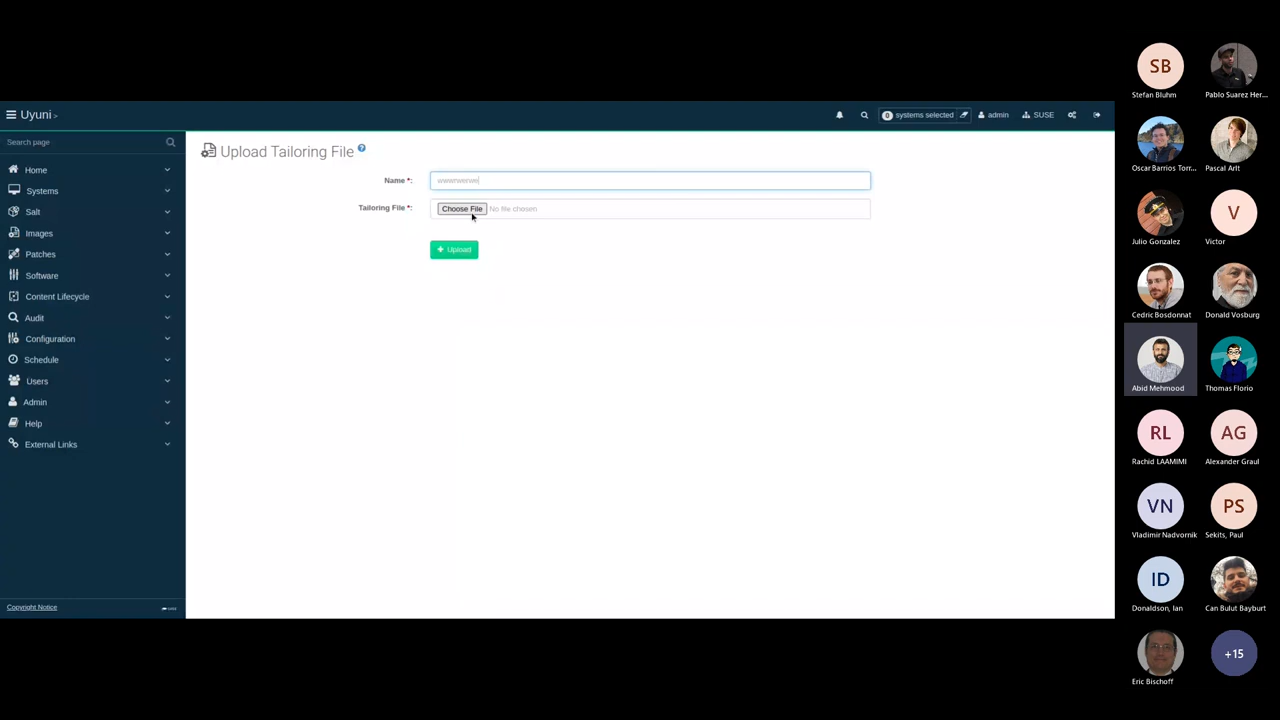 Uyuni >
0 systems selected
admin
SUSE
Search page
Home
Systems
Salt
Images
Patches
Software
Content Lifecycle
Audit
Configuration
Schedule
Users
Admin
Help
External Links
Copyright Notice
Upload Tailoring File ?
Name *:
Tailoring File *:
Choose File No file chosen
+ Upload
SB
Stefan Bluhm
Pablo Suarez Her...
Oscar Barrios Torr...
Pascal Arlt
Julio Gonzalez
V
Victor
Cedric Bosdonnat
Donald Vosburg
Abid Mehmood
Thomas Florio
RL
Rachid LAAMIMI
AG
Alexander Graul
VN
Vladimir Nadvornik
PS
Sekits, Paul
ID
Donaldson, Ian
Can Bulut Bayburt
Eric Bischoff
+15